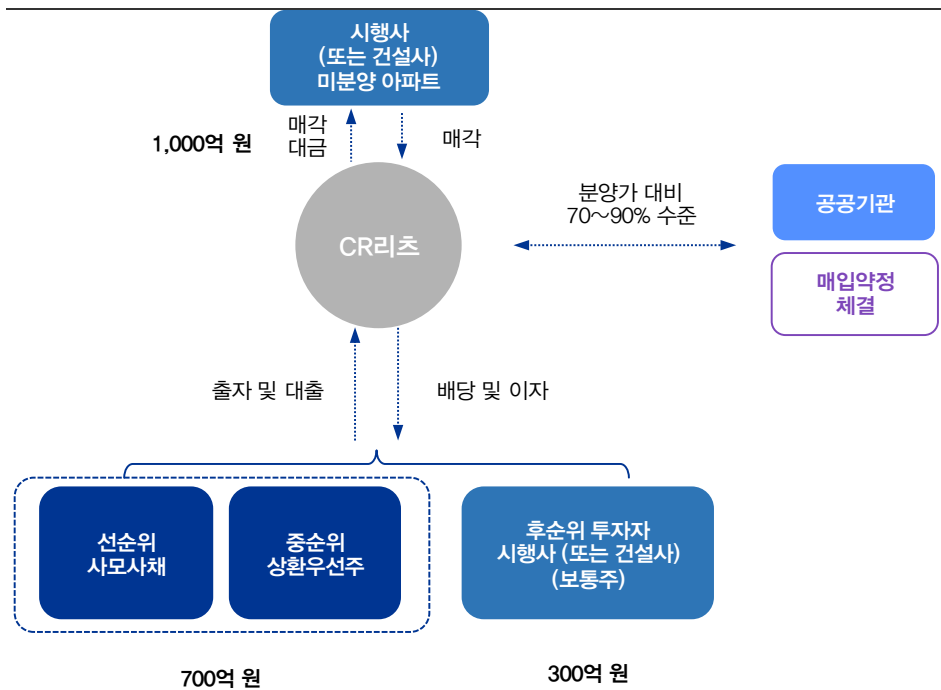 시행사
(또는 건설사)
미분양 아파트
1,000억 원
매각
대금
매각
CR리츠
분양가 대비
70~90% 수준
공공기관
매입약정
체결
출자 및 대출
배당 및 이자
선순위
사모사채
중순위
상환우선주
후순위 투자자
시행사 (또는 건설사)
(보통주)
700억 원
300억 원